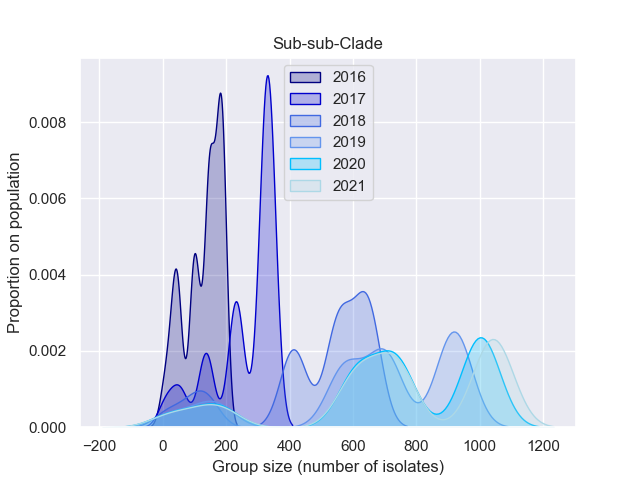 Sub-sub-Clade
2016
2017
2018
2019
2020
2021
0.008
0.006
0.004
0.002
0.000
Proportion on population
−200 0 200 400 600 800 1000 1200
Group size (number of isolates)